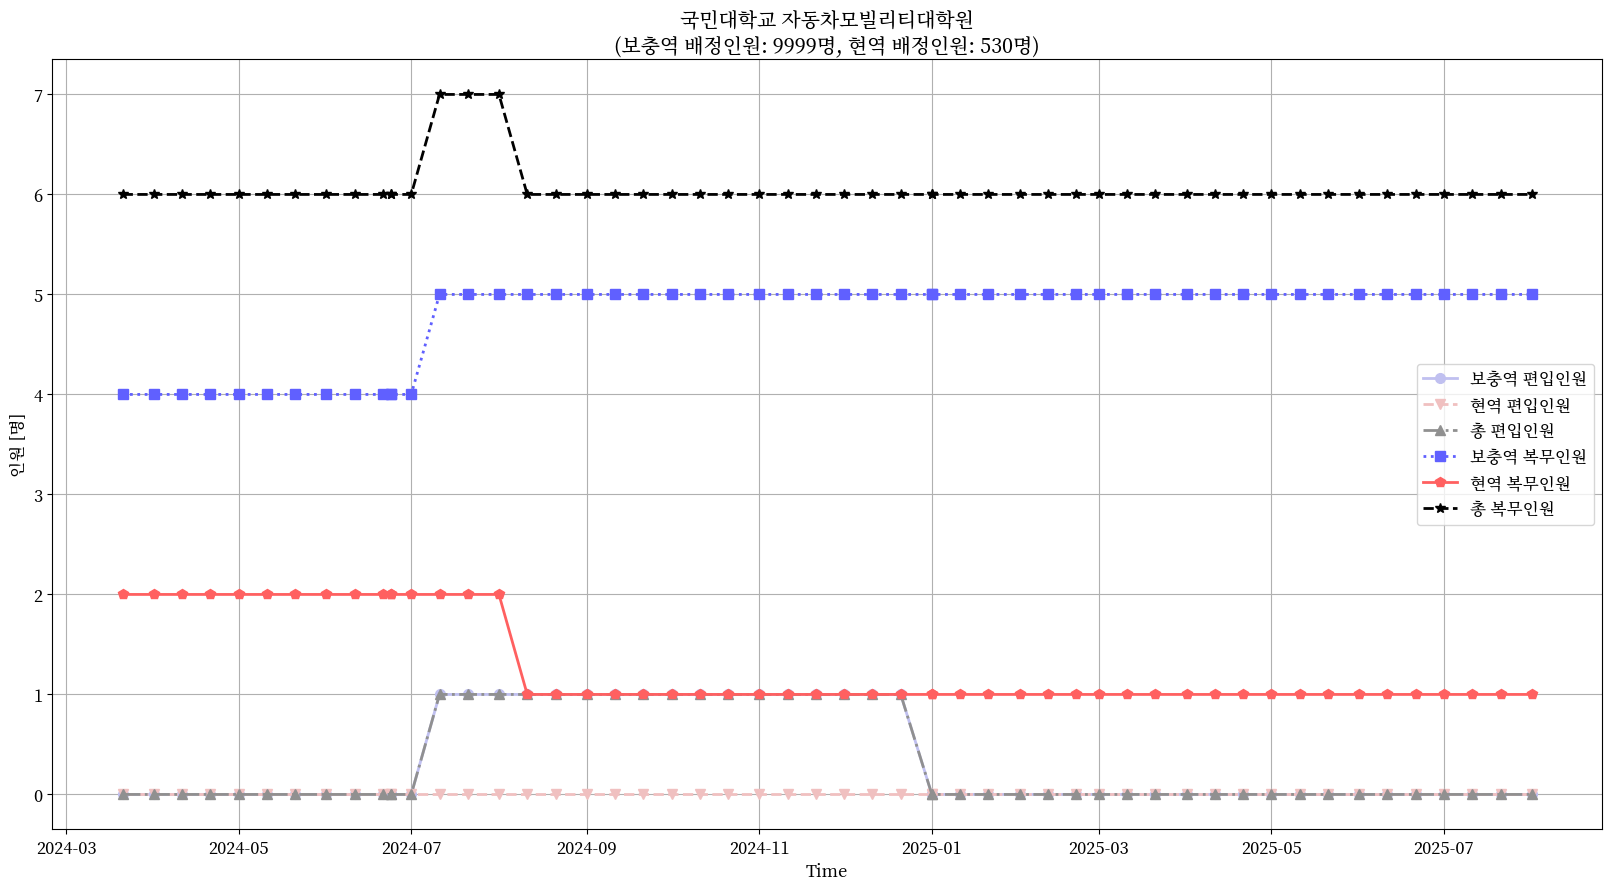 국민대학교 자동차모빌리티대학원
(보충역 배정인원: 9999명, 현역 배정인원: 530명)
인원 [명]
7
6
5
4
3
2
1
0
보충역 편입인원
현역 편입인원
총 편입인원
보충역 복무인원
현역 복무인원
총 복무인원
2024-03
2024-05
2024-07
2024-09
2024-11
2025-01
2025-03
2025-05
2025-07
Time